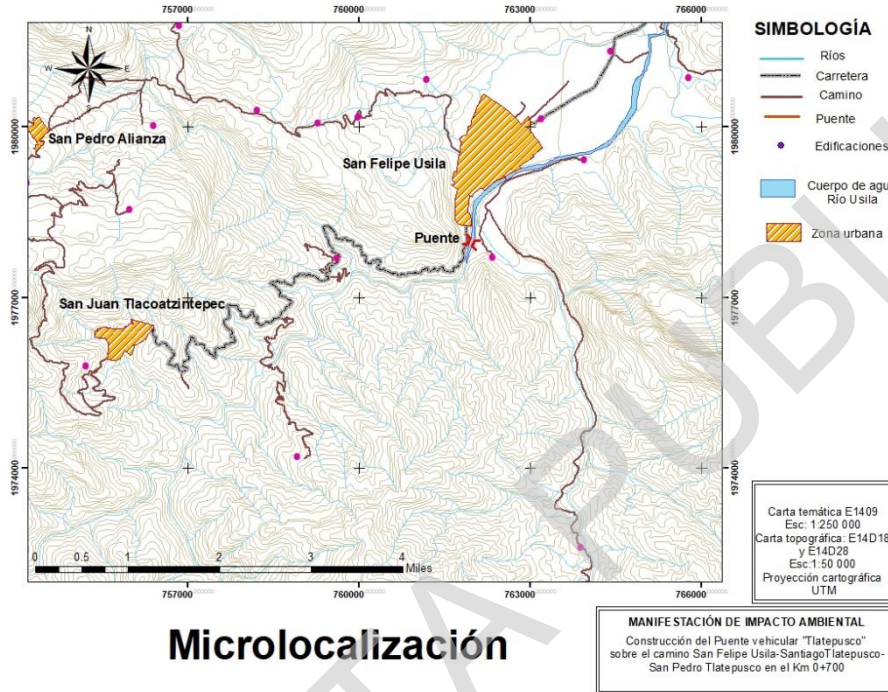 757000
760000
763000
766000
N
W E
S
1980000
1977000
1974000
1980000
1977000
1974000
San Pedro Alianza
San Felipe Usila
Puente
San Juan Tlacoatzintepec
0 0.5 1 2 3 4
Miles
757000
760000
763000
766000
SIMBOLOGÍA
Ríos
Carretera
Camino
Puente
Edificaciones
Cuerpo de agu
Río Usila
Zona urbana
Carta temática E1409
Esc: 1:250 000
Carta topográfica: E14D18
y E14D28
Esc:1:50 000
Proyección cartográfica
UTM
Microlocalización
MANIFESTACIÓN DE IMPACTO AMBIENTAL
Construcción del Puente vehicular "Tlatepusco"
sobre el camino San Felipe Usila-SantiagoTlatepusco-
San Pedro Tlatepusco en el Km 0+700
TA PUBL